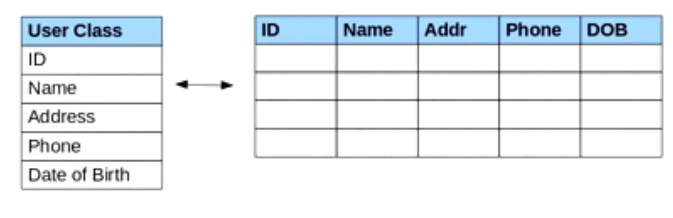 User Class
ID
Name
Address
Phone
Date of Birth
ID Name Addr Phone DOB